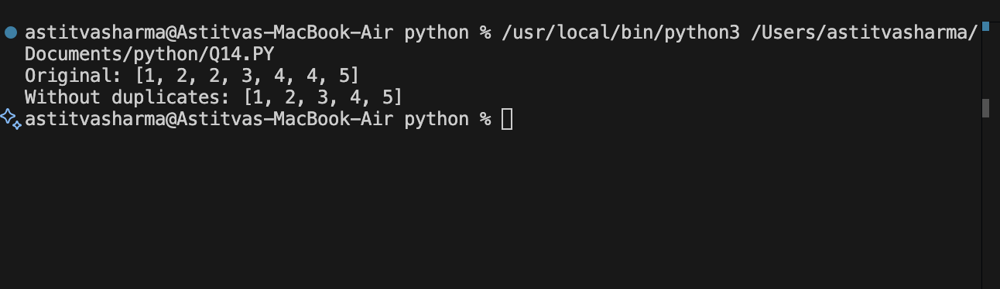 astitvasharma@Astitvas-MacBook-Air python % /usr/local/bin/python3 /Users/astitvasharma/
Documents/python/Q14.PY
Original: [1, 2, 2, 3, 4, 4, 5]
Without duplicates: [1, 2, 3, 4, 5]
astitvasharma@Astitvas-MacBook-Air python %